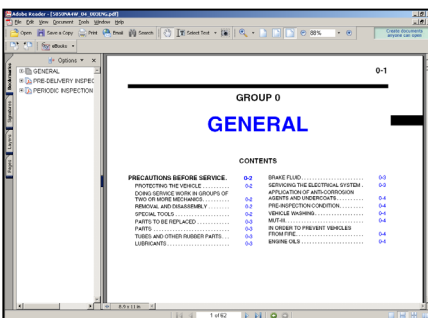 Adobe Reader - [5050MA4W_04_00ENG.pdf]
File Edit View Document Tools Window Help
Open Save a Copy Print Email Search Select Text 88%
Create documents
anyone can open
eBooks
Options
Bookmarks
Signatures
Layers
Pages
GENERAL
PRE-DELIVERY INSPEC
PERIODIC INSPECTION
0-1
GROUP 0
GENERAL
CONTENTS
PRECAUTIONS BEFORE SERVICE. 0-2
PROTECTING THE VEHICLE .......... 0-2
DOING SERVICE WORK IN GROUPS OF
TWO OR MORE MECHANICS.......... 0-2
REMOVAL AND DISASSEMBLY ........ 0-2
SPECIAL TOOLS .......... 0-2
PARTS TO BE REPLACED .......... 0-3
PARTS .......... 0-3
TUBES AND OTHER RUBBER PARTS... 0-3
LUBRICANTS .......... 0-3
BRAKE FLUID .......... 0-3
SERVICING THE ELECTRICAL SYSTEM . 0-3
APPLICATION OF ANTI-CORROSION
AGENTS AND UNDERCOATS.......... 0-4
PRE-INSPECTION CONDITION.......... 0-4
VEHICLE WASHING .......... 0-4
MUT-III .......... 0-4
IN ORDER TO PREVENT VEHICLES
FROM FIRE .......... 0-4
ENGINE OILS .......... 0-4
8.9 x 11 in
1 of 62